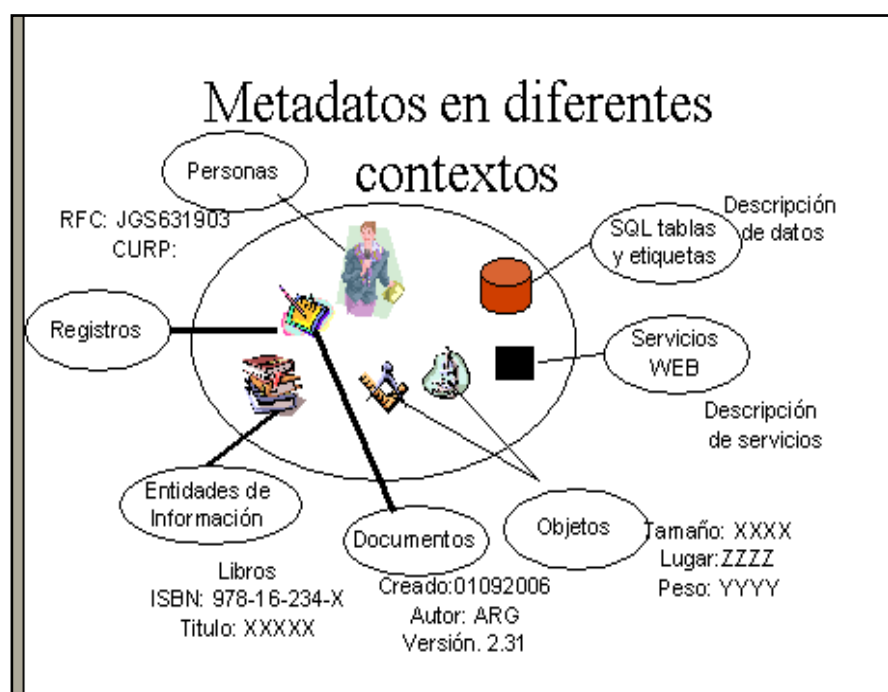 Metadatos en diferentes
contextos
Personas
RFC: JGS631903
CURP:
Descripción
de datos
SQL tablas
y etiquetas
Registros
Servicios
WEB
Descripción
de servicios
Entidades de
Información
Libros
ISBN: 978-16-234-X
Titulo: XXXXX
Documentos
Creado:01092006
Autor: ARG
Versión. 2.31
Objetos
Tamaño: XXXX
Lugar:ZZZZ
Peso: YYYY